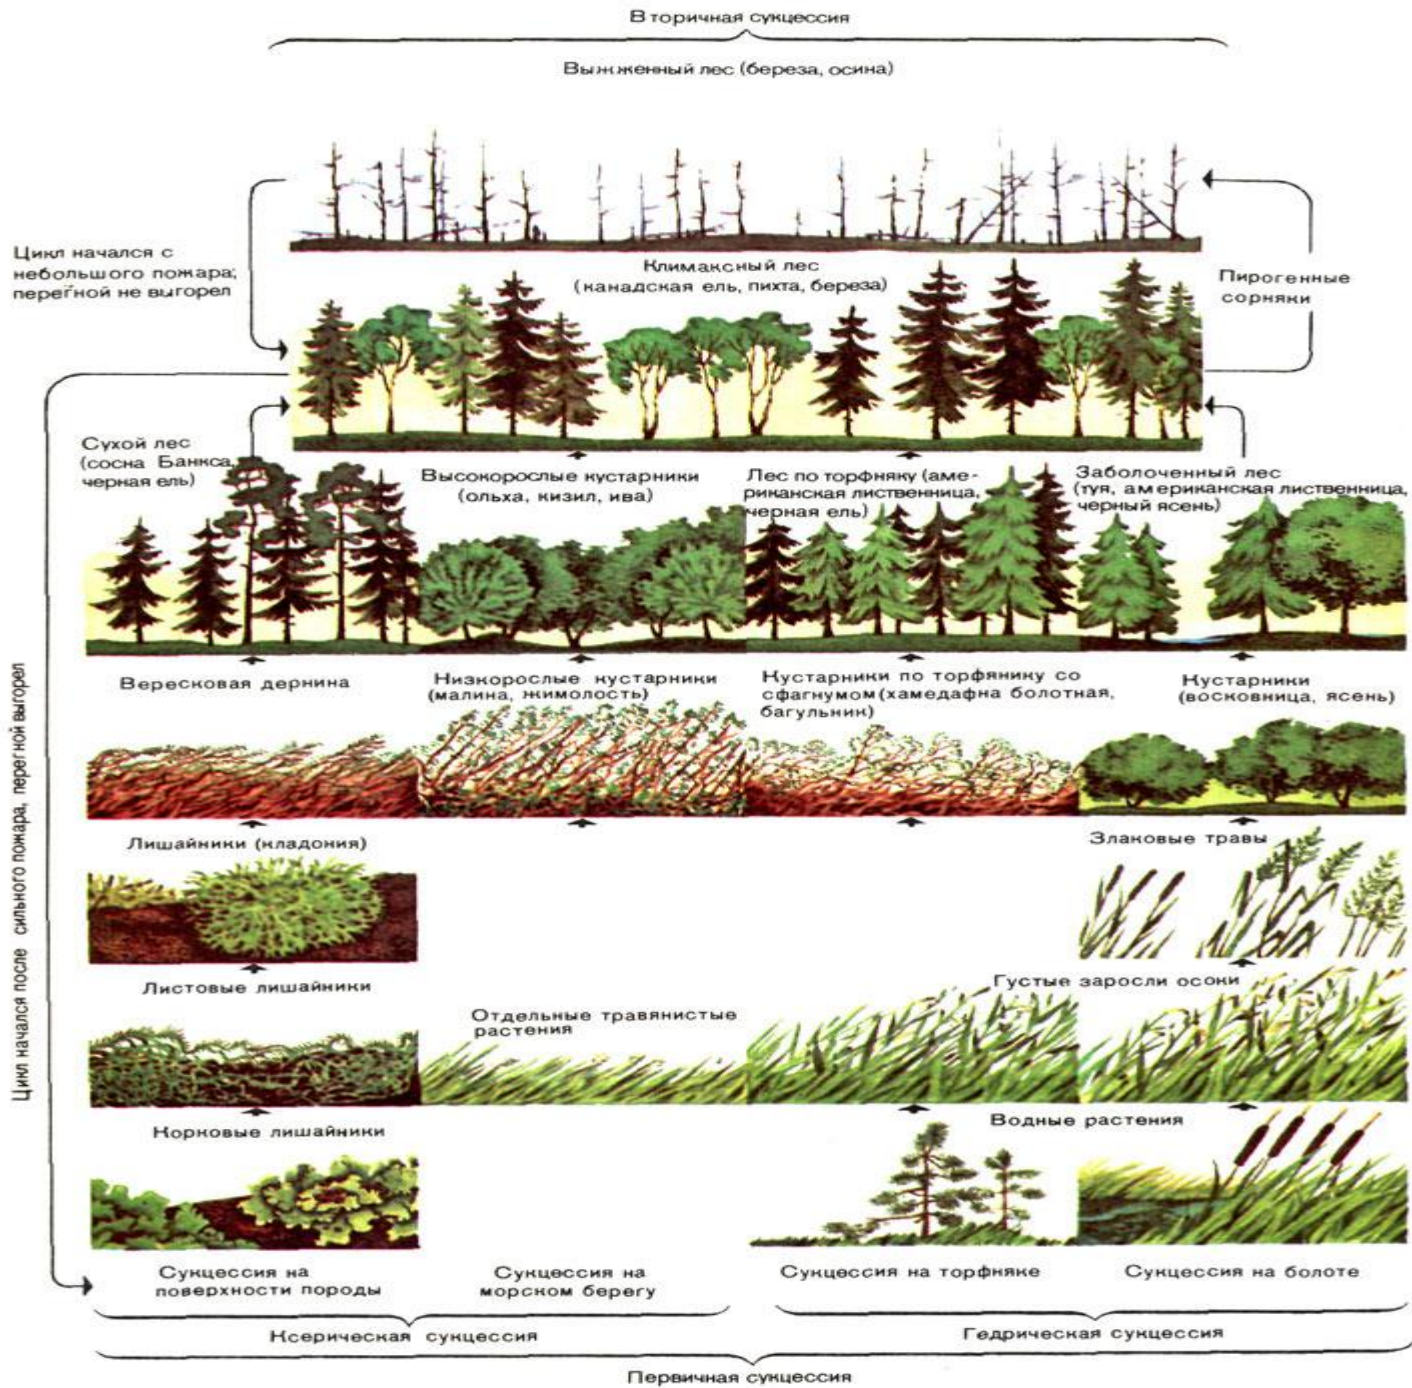 Вторичная сукцессия
Выжженный лес (береза, осина)
Цикл начался с
небольшого пожара;
перегной не выгорел
Климаксный лес
(канадская ель, пихта, береза)
Пирогенные
сорняки
Сухой лес
(сосна Банкса,
черная ель)
Высокорослые кустарники
(ольха, кизил, ива)
Лес по торфняку (аме-
риканская лиственница,
черная ель)
Заболоченный лес
(туя, американская лиственница,
черный ясень)
Вересковая дернина
Низкорослые кустарники
(малина, жимолость)
Кустарники по торфянику со
сфагнумом (хамедафна болотная,
багульник)
Кустарники
(восковница, ясень)
Цикл начался после сильного пожара, перегной выгорел
Лишайники (кладония)
Злаковые травы
Листовые лишайники
Отдельные травянистые
растения
Густые заросли осоки
Корковые лишайники
Водные растения
Сукцессия на
поверхности породы
Сукцессия на
морском берегу
Сукцессия на торфняке
Сукцессия на болоте
Ксерическая сукцессия
Гедрическая сукцессия
Первичная сукцессия